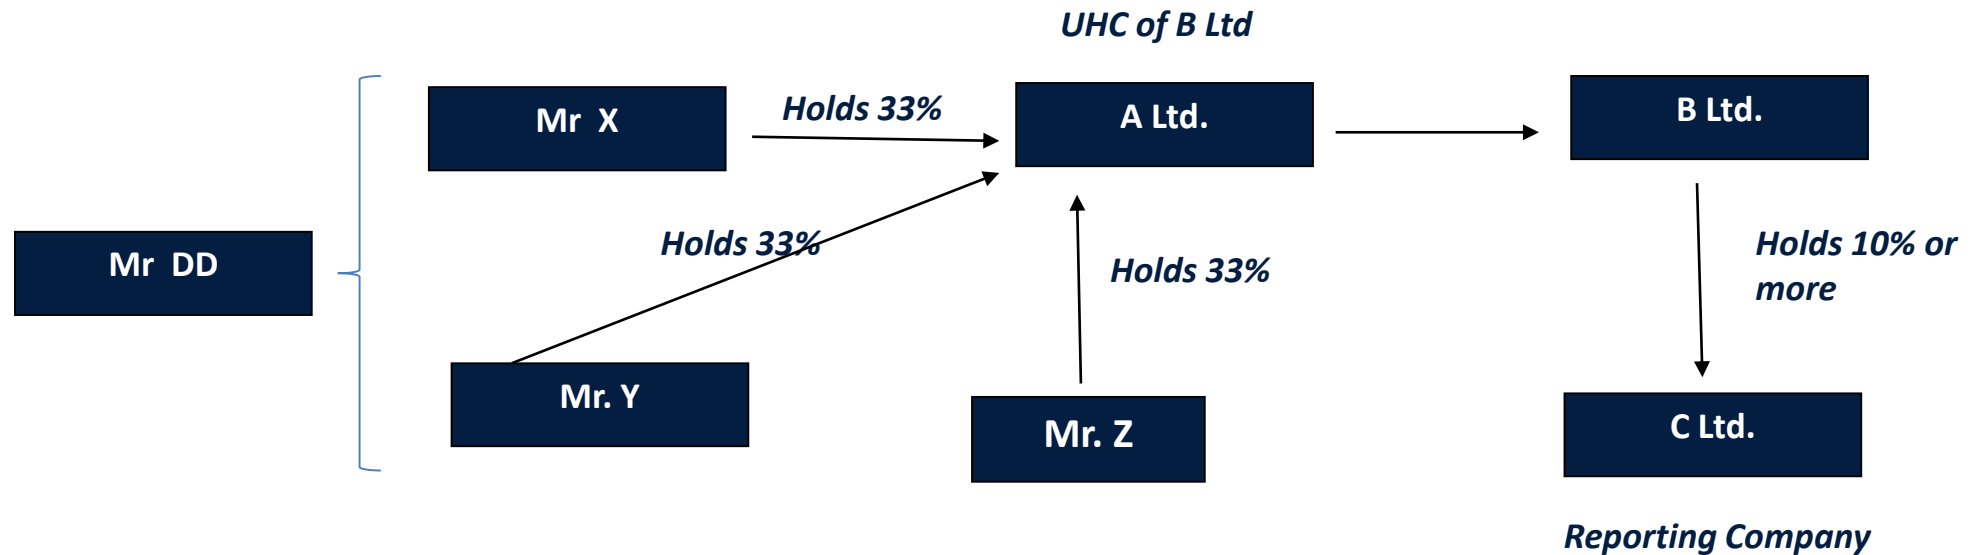 UHC of B Ltd
Mr X
Holds 33%
A Ltd.
B Ltd.
Mr DD
Holds 33%
Holds 33%
Holds 10% or
more
Mr. Y
Mr. Z
C Ltd.
Reporting Company